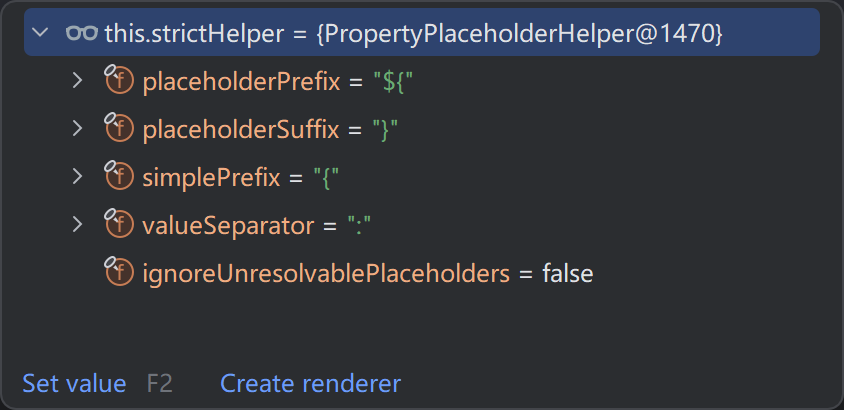 this.strictHelper = {PropertyPlaceholderHelper@1470}
f placeholderPrefix = "${"
f placeholderSuffix = "}"
f simplePrefix = "{"
f valueSeparator = ":"
f ignoreUnresolvablePlaceholders = false
Set value F2 Create renderer